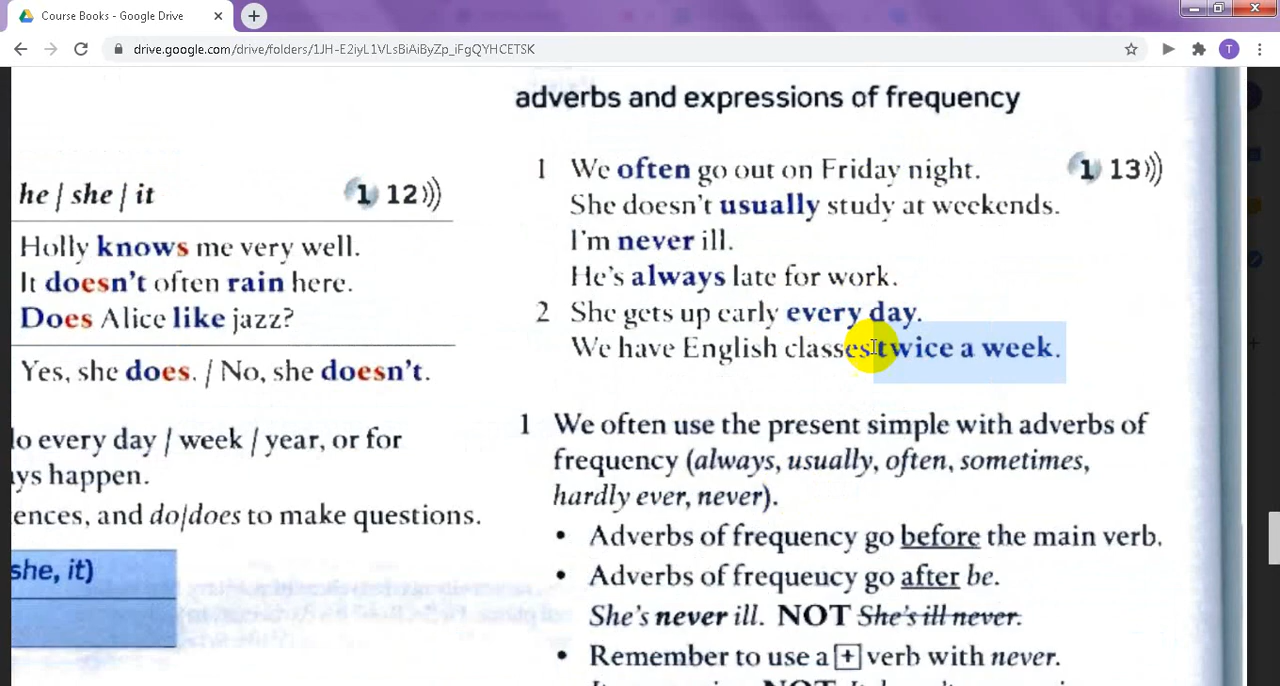 Course Books - Google Drive
drive.google.com/drive/folders/1JH-E2iyL1VLsBiAiByZp_iFgQYHCETSK
T
he / she / it
1 12
Holly knows me very well.
It doesn't often rain here.
Does Alice like jazz?
Yes, she does. / No, she doesn't.
lo every day / week / year, or for
ys happen.
ences, and do/does to make questions.
she, it)
adverbs and expressions of frequency
1 We often go out on Friday night.
1 13
She doesn't usually study at weekends.
I'm never ill.
He's always late for work.
2 She gets up early every day.
We have English classes twice a week.
1 We often use the present simple with adverbs of
frequency (always, usually, often, sometimes,
hardly ever, never).
• Adverbs of frequency go before the main verb.
• Adverbs of frequeucy go after be.
She's never ill. NOT She's ill never.
• Remember to use a + verb with never.